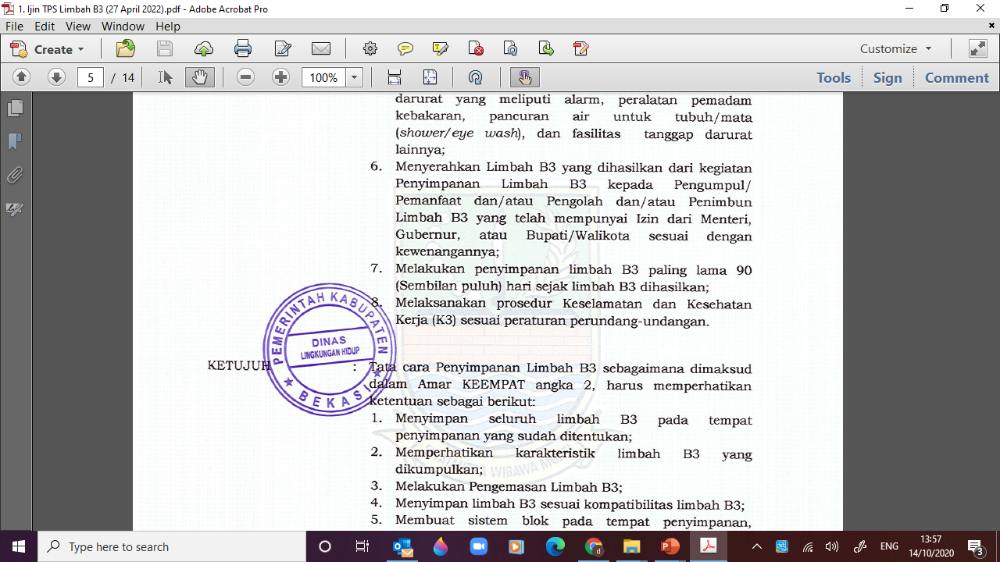 1. Ijin TPS Limbah B3 (27 April 2022).pdf - Adobe Acrobat Pro
File Edit View Window Help
Create
Customize
5 / 14
100%
Tools Sign Comment
darurat yang meliputi alarm, peralatan pemadam
kebakaran, pancuran air untuk tubuh/mata
(shower/eye wash), dan fasilitas tanggap darurat
lainnya;
6. Menyerahkan Limbah B3 yang dihasilkan dari kegiatan
Penyimpanan Limbah B3 kepada Pengumpul/
Pemanfaat dan/atau Pengolah dan/atau Penimbun
Limbah B3 yang telah mempunyai Izin dari Menteri,
Gubernur, atau Bupati/Walikota sesuai dengan
kewenangannya;
7. Melakukan penyimpanan limbah B3 paling lama 90
(Sembilan puluh) hari sejak limbah B3 dihasilkan;
8. Melaksanakan prosedur Keselamatan dan Kesehatan
Kerja (K3) sesuai peraturan perundang-undangan.
PEMERINTAH KABUPATEN
DINAS
LINGKUNGAN HIDUP
BEKASI
KETUJUH : Tata cara Penyimpanan Limbah B3 sebagaimana dimaksud
dalam Amar KEEMPAT angka 2, harus memperhatikan
ketentuan sebagai berikut:
1. Menyimpan seluruh limbah B3 pada tempat
penyimpanan yang sudah ditentukan;
2. Memperhatikan karakteristik limbah B3 yang
dikumpulkan;
3. Melakukan Pengemasan Limbah B3;
4. Menyimpan limbah B3 sesuai kompatibilitas limbah B3;
5. Membuat sistem blok pada tempat penyimpanan,
WIBAWA
Type here to search
ENG
13:57
14/10/2020
3